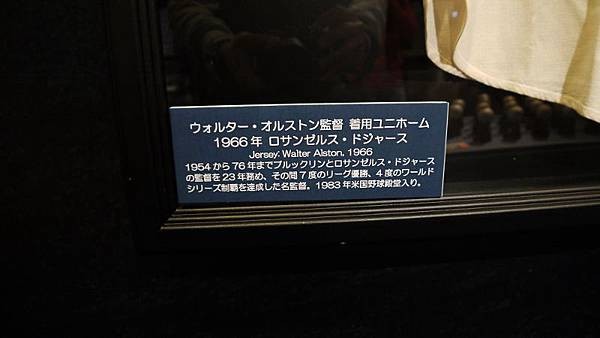 ウォルター・オルストン監督 着用ユニホーム
1966年 ロサンゼルス・ドジャース
Jersey: Walter Alston, 1966
1954から76年までブルックリンとロサンゼルス・ドジャース
の監督を23年務め、その間7度のリーグ優勝、4度のワールド
シリーズ制覇を達成した名監督。1983年米国野球殿堂入り。